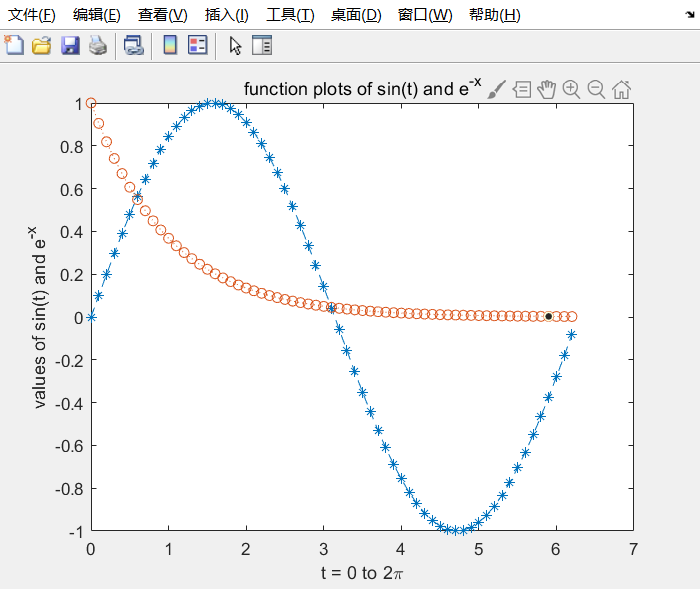 文件(F) 编辑(E) 查看(V) 插入(I) 工具(T) 桌面(D) 窗口(W) 帮助(H)
function plots of sin(t) and e-x
values of sin(t) and e-x
1
0.8
0.6
0.4
0.2
0
-0.2
-0.4
-0.6
-0.8
-1
0 1 2 3 4 5 6 7
t = 0 to 2π